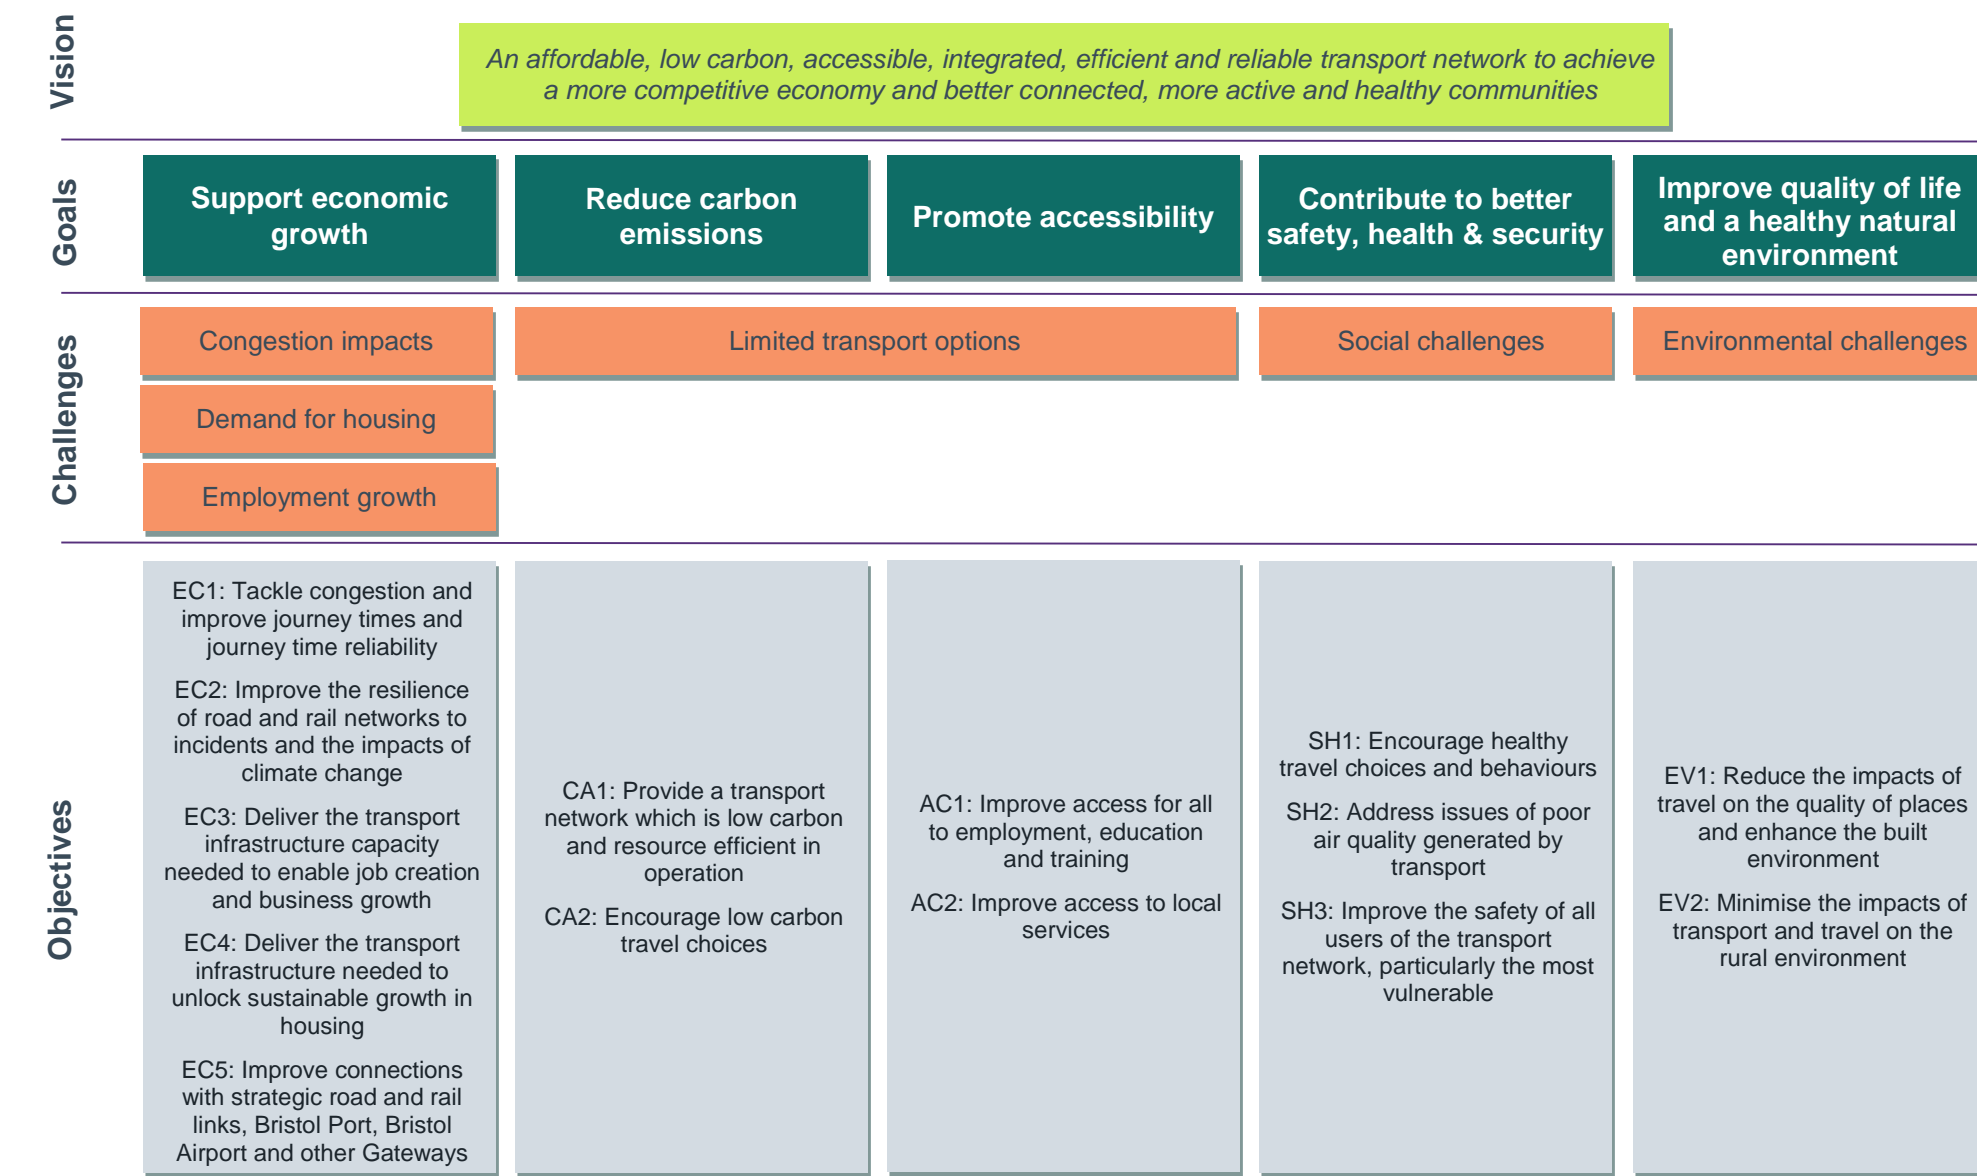 Vision
An affordable, low carbon, accessible, integrated, efficient and reliable transport network to achieve
a more competitive economy and better connected, more active and healthy communities
Goals
Support economic
growth
Reduce carbon
emissions
Promote accessibility
Contribute to better
safety, health & security
Improve quality of life
and a healthy natural
environment
Challenges
Congestion impacts
Demand for housing
Employment growth
Limited transport options
Social challenges
Environmental challenges
Objectives
EC1: Tackle congestion and
improve journey times and
journey time reliability
EC2: Improve the resilience
of road and rail networks to
incidents and the impacts of
climate change
EC3: Deliver the transport
infrastructure capacity
needed to enable job creation
and business growth
EC4: Deliver the transport
infrastructure needed to
unlock sustainable growth in
housing
EC5: Improve connections
with strategic road and rail
links, Bristol Port, Bristol
Airport and other Gateways
CA1: Provide a transport
network which is low carbon
and resource efficient in
operation
CA2: Encourage low carbon
travel choices
AC1: Improve access for all
to employment, education
and training
AC2: Improve access to local
services
SH1: Encourage healthy
travel choices and behaviours
SH2: Address issues of poor
air quality generated by
transport
SH3: Improve the safety of all
users of the transport
network, particularly the most
vulnerable
EV1: Reduce the impacts of
travel on the quality of places
and enhance the built
environment
EV2: Minimise the impacts of
transport and travel on the
rural environment